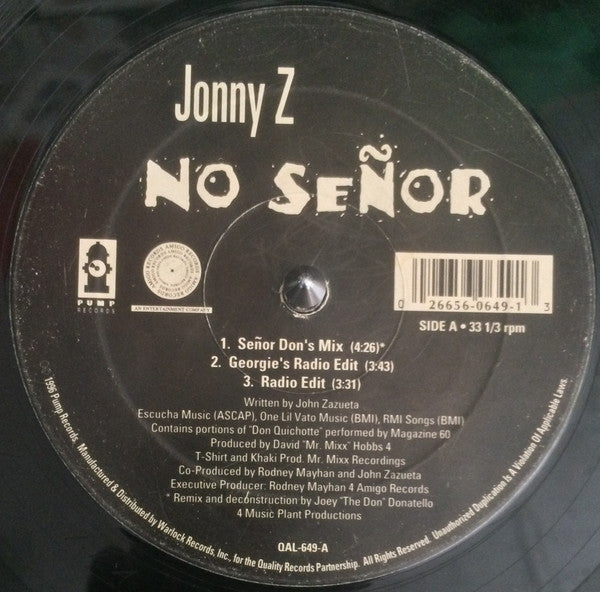 Jonny Z
NO SEÑOR
PUMP
RECORDS
AMIGO RECORDS
AN ENTERTAINMENT COMPANY
0 26656-0649-1 3
SIDE A • 33 1/3 rpm
1. Señor Don's Mix (4:26)*
2. Georgie's Radio Edit (3:43)
3. Radio Edit (3:31)
Written by John Zazueta
Escucha Music (ASCAP), One Lil Vato Music (BMI), RMI Songs (BMI)
Contains portions of "Don Quichotte" performed by Magazine 60
Produced by David "Mr. Mixx" Hobbs 4
T-Shirt and Khaki Prod. Mr. Mixx Recordings
Co-Produced by Rodney Mayhan and John Zazueta
Executive Producer: Rodney Mayhan 4 Amigo Records
* Remix and deconstruction by Joey "The Don" Donatello
4 Music Plant Productions
QAL-649-A
1996 Pump Records. Manufactured & Distributed by Warlock Records, Inc., for the Quality Records Partnership. All Rights Reserved. Unauthorized Duplication Is A Violation Of Applicable Laws.